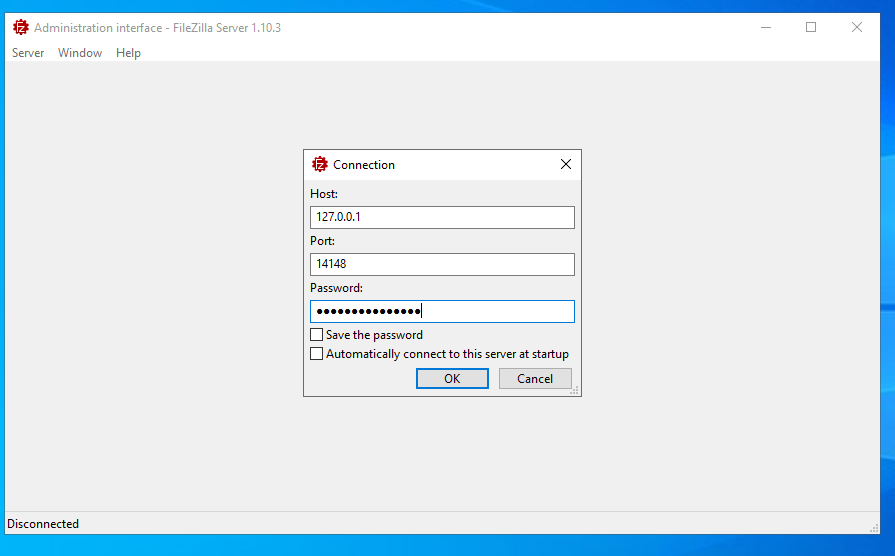 Administration interface - FileZilla Server 1.10.3
Server Window Help
Connection
Host:
127.0.0.1
Port:
14148
Password:
●●●●●●●●●●●●●●●
Save the password
Automatically connect to this server at startup
OK Cancel
Disconnected